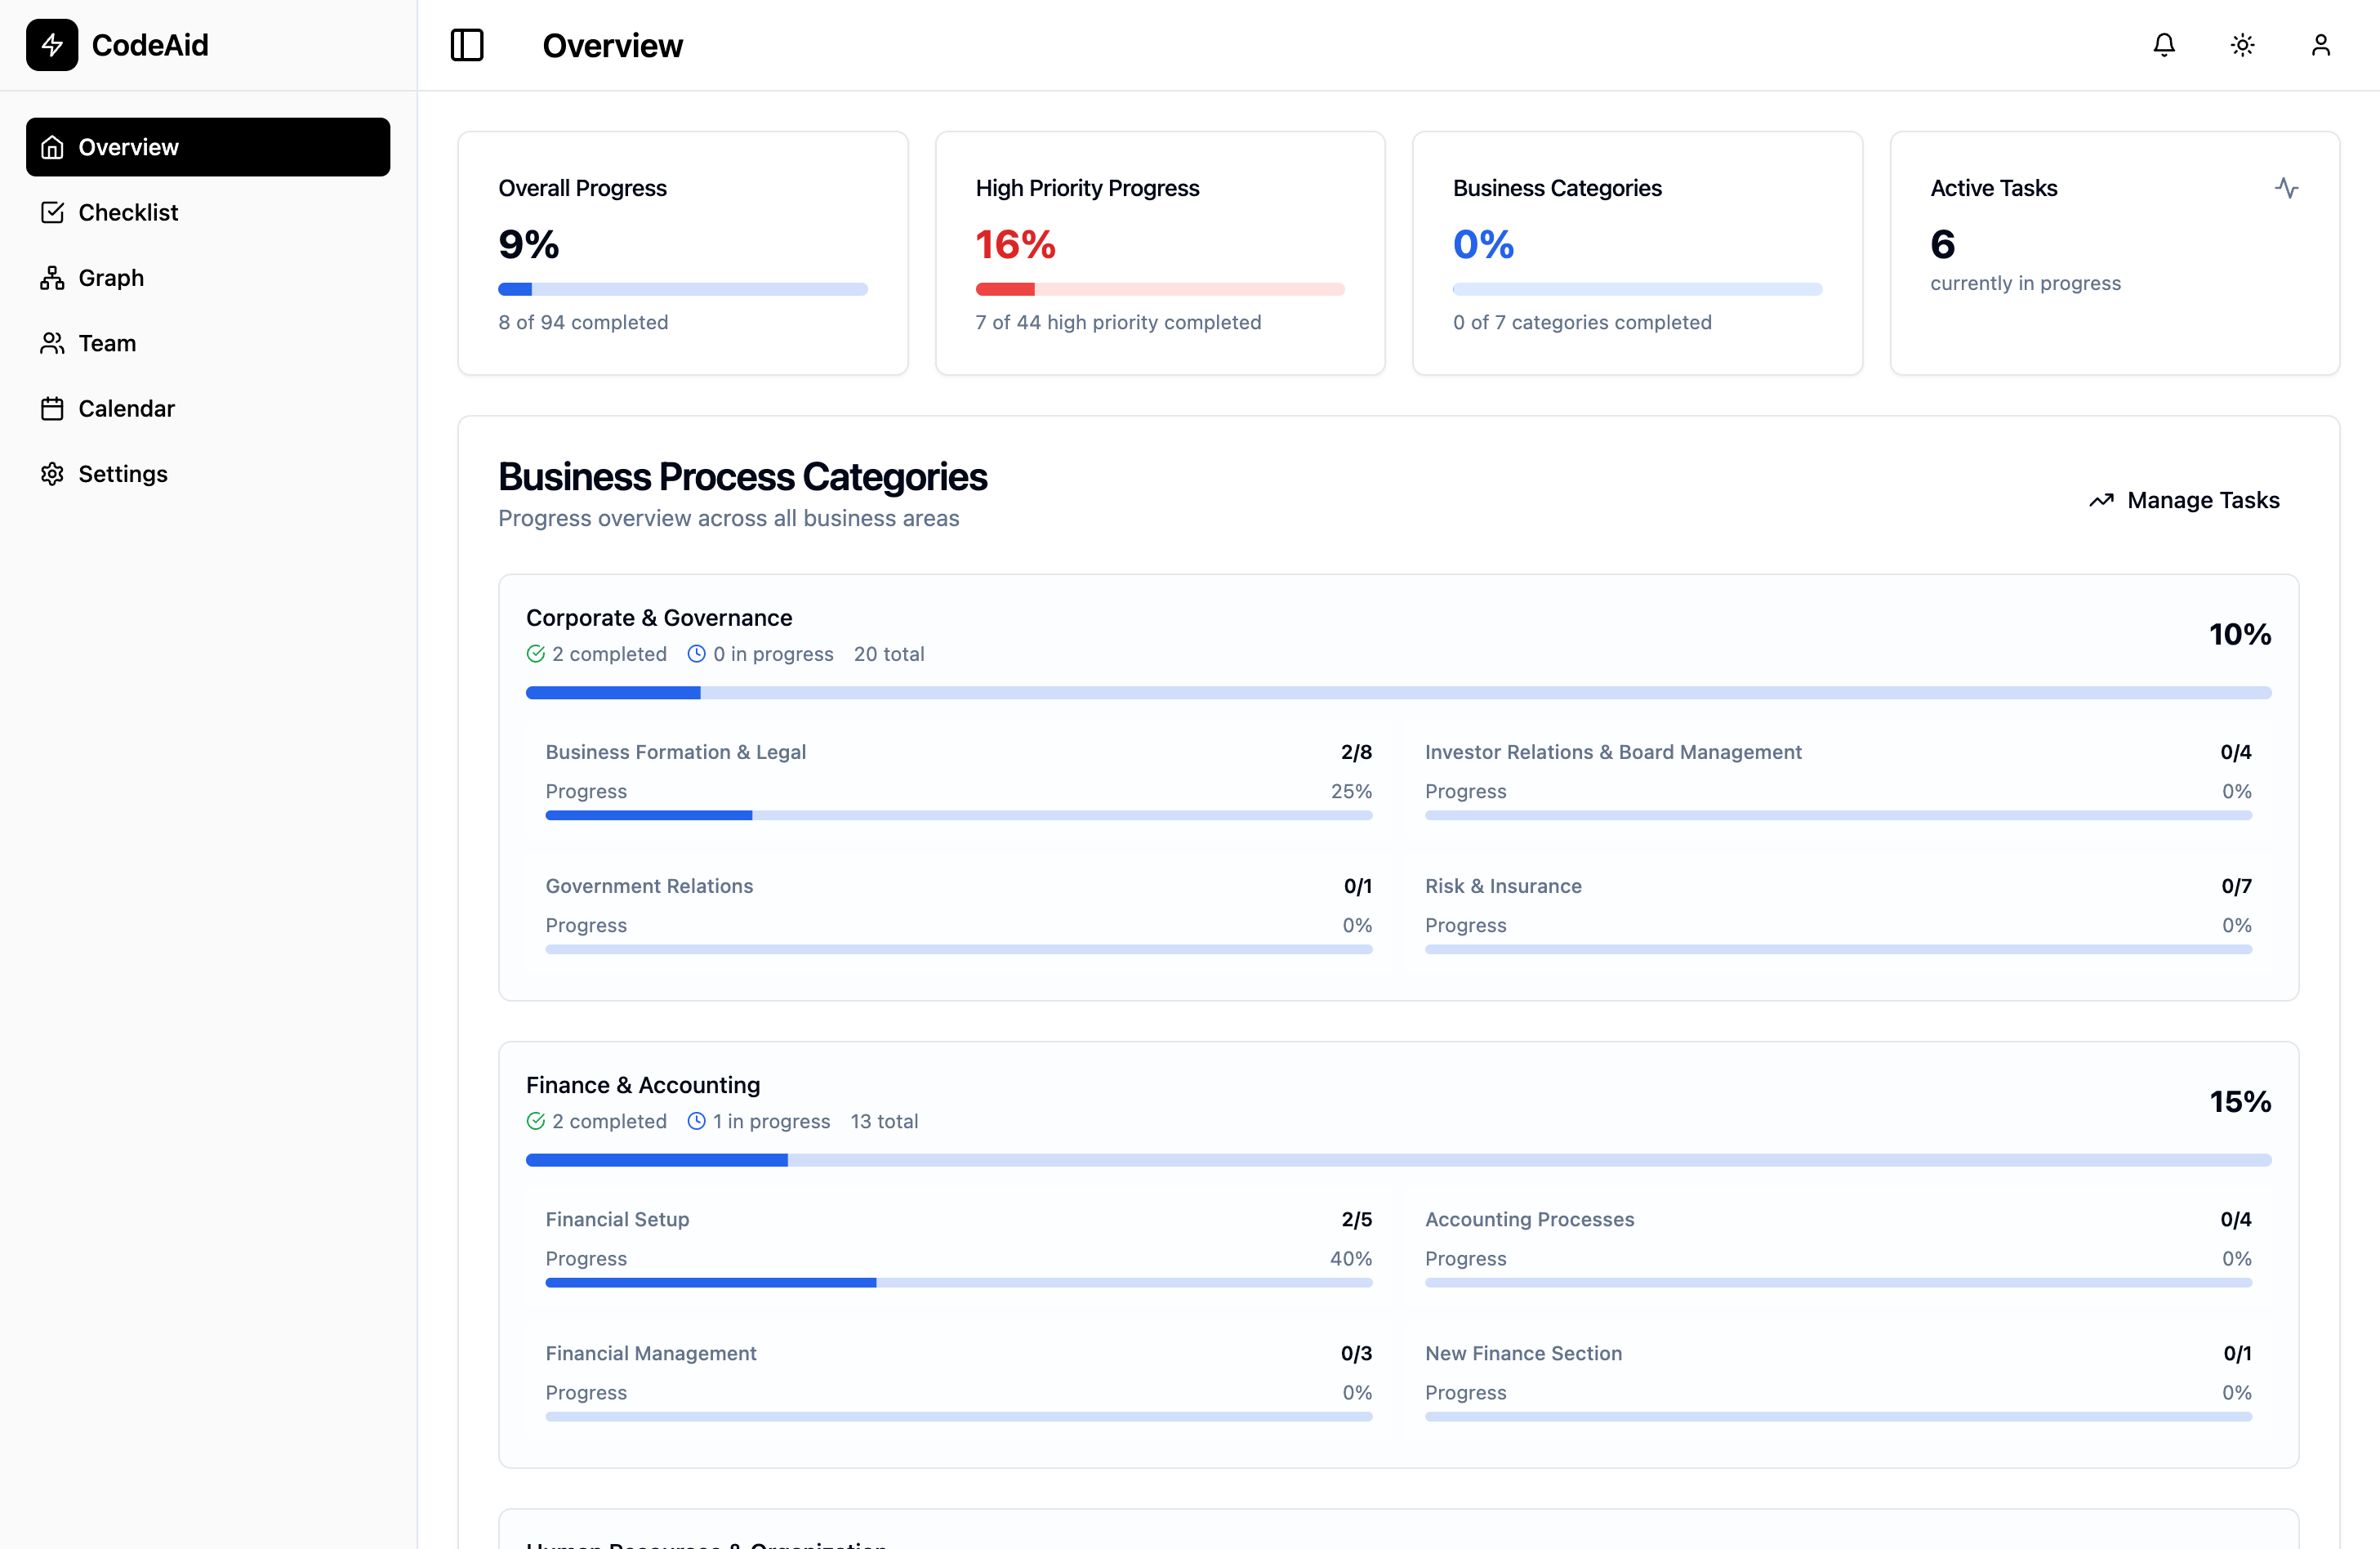 CodeAid
Overview
Overview
Checklist
Graph
Team
Calendar
Settings
Overall Progress
9%
8 of 94 completed
High Priority Progress
16%
7 of 44 high priority completed
Business Categories
0%
0 of 7 categories completed
Active Tasks
6
currently in progress
Business Process Categories
Progress overview across all business areas
Manage Tasks
Corporate & Governance
2 completed 0 in progress 20 total
10%
Business Formation & Legal 2/8
Progress 25%
Investor Relations & Board Management 0/4
Progress 0%
Government Relations 0/1
Progress 0%
Risk & Insurance 0/7
Progress 0%
Finance & Accounting
2 completed 1 in progress 13 total
15%
Financial Setup 2/5
Progress 40%
Accounting Processes 0/4
Progress 0%
Financial Management 0/3
Progress 0%
New Finance Section 0/1
Progress 0%
Human Resources & Organization